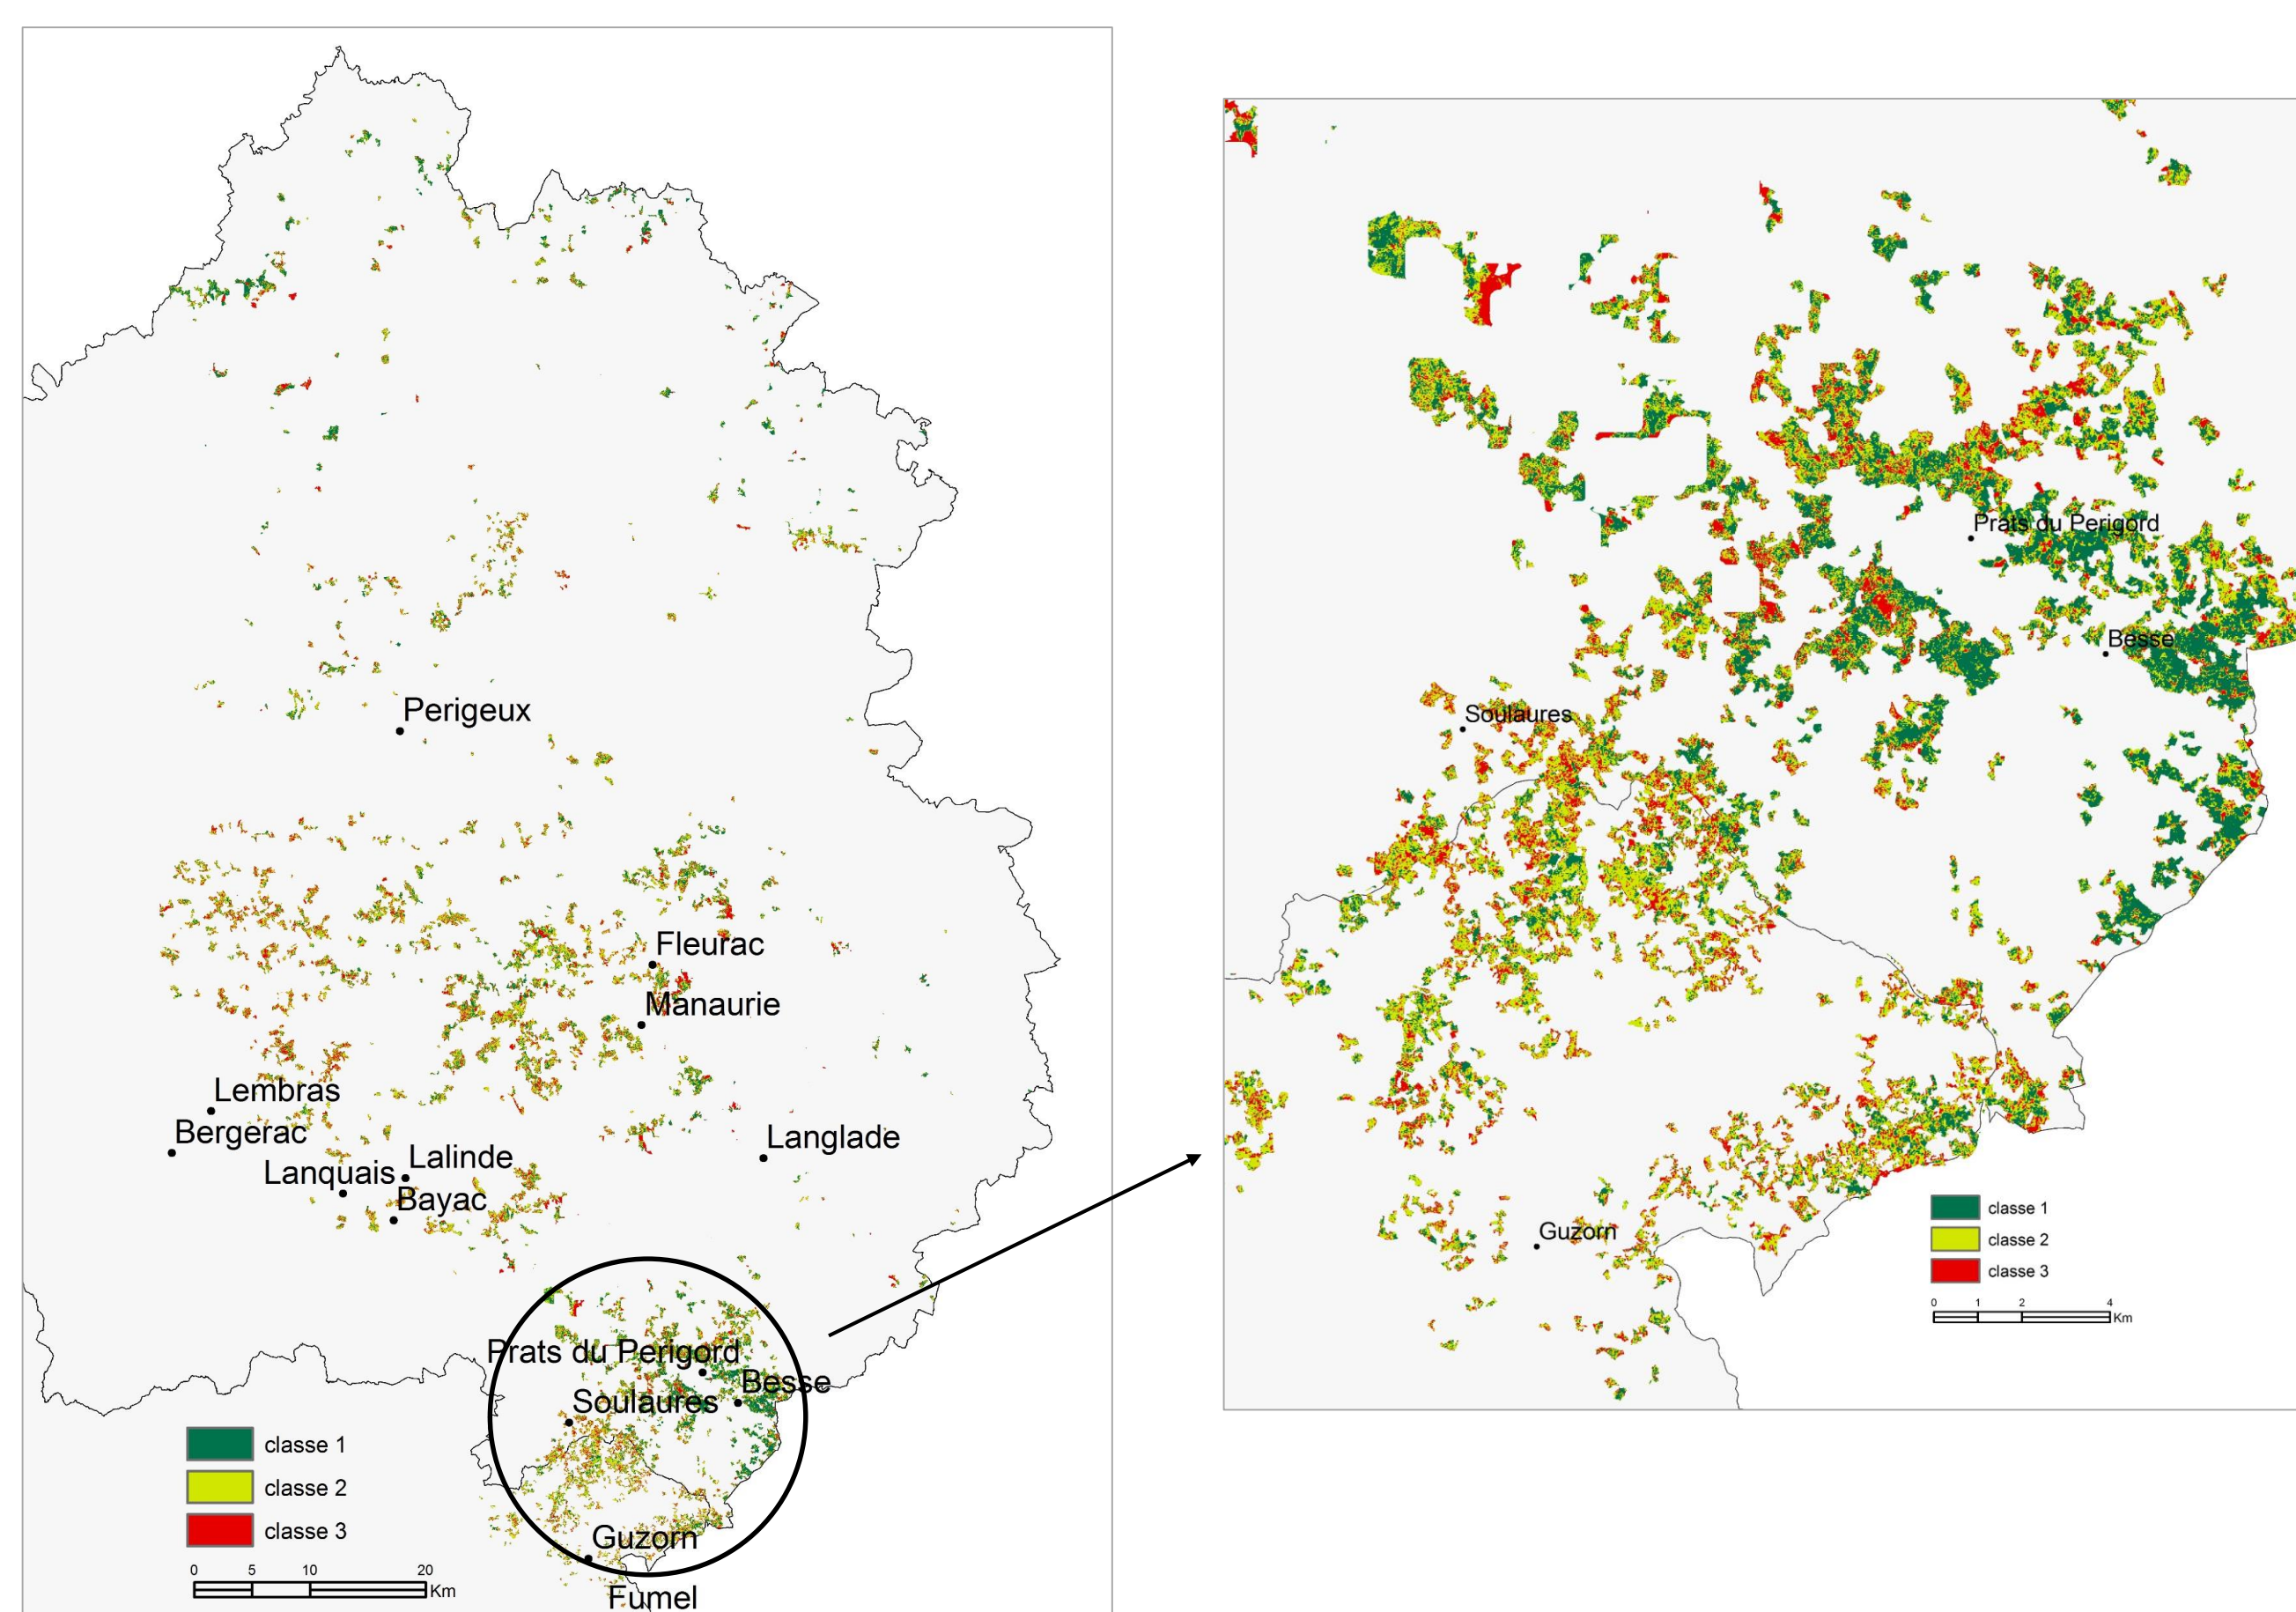 Perigeux
Fleurac
Manaurie
Lembras
Bergerac
Langlade
Lalinde
Lanquais
Bayac
Prats du Perigord
Besse
Soulaures
Guzorn
Fumel
classe 1
classe 2
classe 3
0 5 10 20
Km
Prats du Perigord
Besse
Soulaures
Guzorn
classe 1
classe 2
classe 3
0 1 2 4
Km